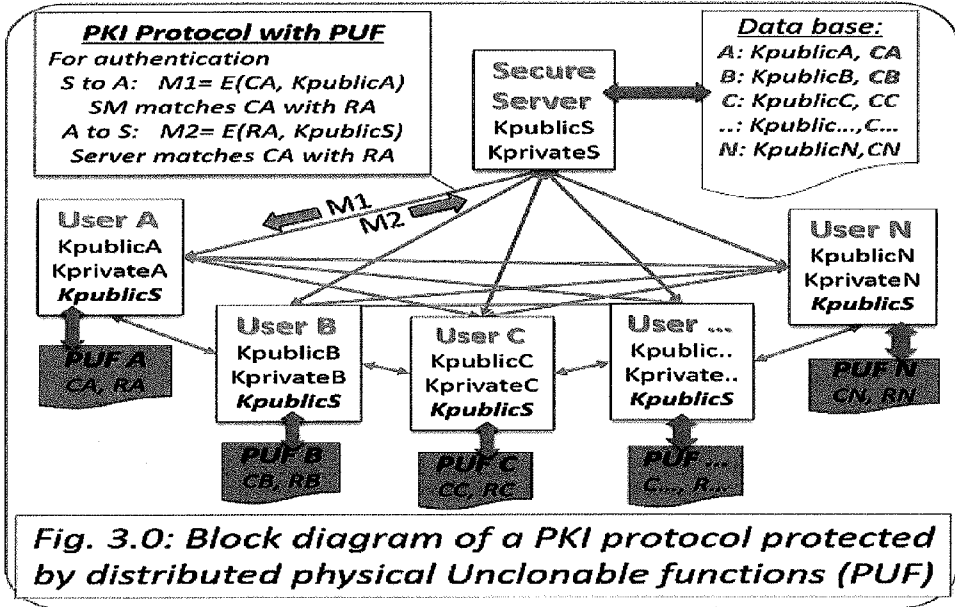 PKI Protocol with PUF
For authentication
S to A: M1= E(CA, KpublicA)
SM matches CA with RA
A to S: M2= E(RA, KpublicS)
Server matches CA with RA
Secure
Server
KpublicS
KprivateS
Data base:
A: KpublicA, CA
B: KpublicB, CB
C: KpublicC, CC
..: Kpublic...,C...
N: KpublicN,CN
M1
M2
User A
KpublicA
KprivateA
KpublicS
PUF A
CA, RA
User B
KpublicB
KprivateB
KpublicS
PUF B
CB, RB
User C
KpublicC
KprivateC
KpublicS
PUF C
CC, RC
User ...
Kpublic..
Kprivate..
KpublicS
PUF ...
C..., R...
User N
KpublicN
KprivateN
KpublicS
PUF N
CN, RN
Fig. 3.0: Block diagram of a PKI protocol protected
by distributed physical Unclonable functions (PUF)